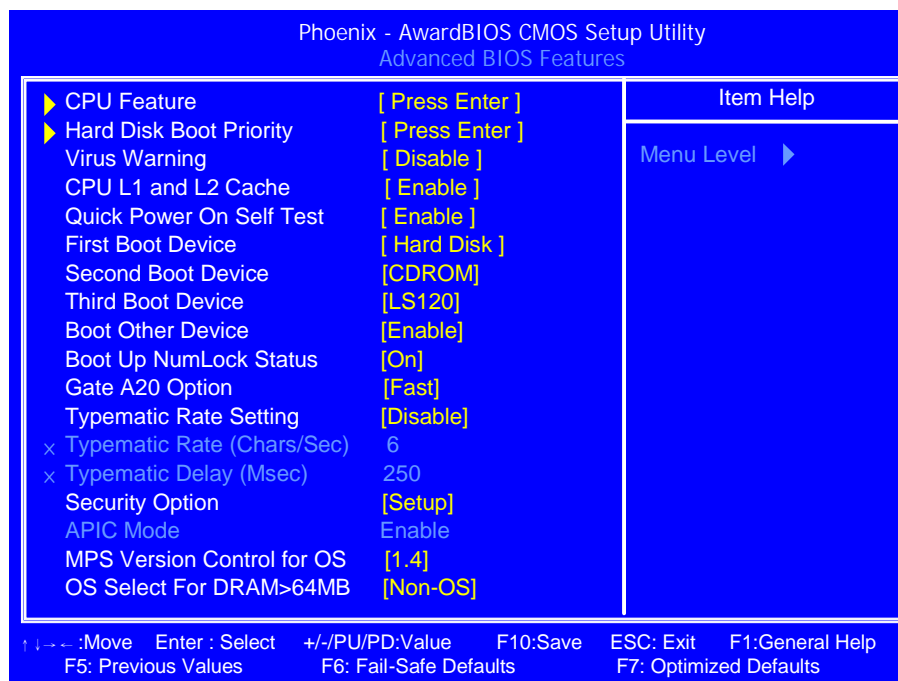 Phoenix - AwardBIOS CMOS Setup Utility
Advanced BIOS Features
CPU Feature [ Press Enter ]
Hard Disk Boot Priority [ Press Enter ]
Virus Warning [ Disable ]
CPU L1 and L2 Cache [ Enable ]
Quick Power On Self Test [ Enable ]
First Boot Device [ Hard Disk ]
Second Boot Device [CDROM]
Third Boot Device [LS120]
Boot Other Device [Enable]
Boot Up NumLock Status [On]
Gate A20 Option [Fast]
Typematic Rate Setting [Disable]
x Typematic Rate (Chars/Sec) 6
x Typematic Delay (Msec) 250
Security Option [Setup]
APIC Mode Enable
MPS Version Control for OS [1.4]
OS Select For DRAM>64MB [Non-OS]
Item Help
Menu Level
↑↓→← :Move Enter : Select +/-/PU/PD:Value F10:Save ESC: Exit F1:General Help
F5: Previous Values F6: Fail-Safe Defaults F7: Optimized Defaults